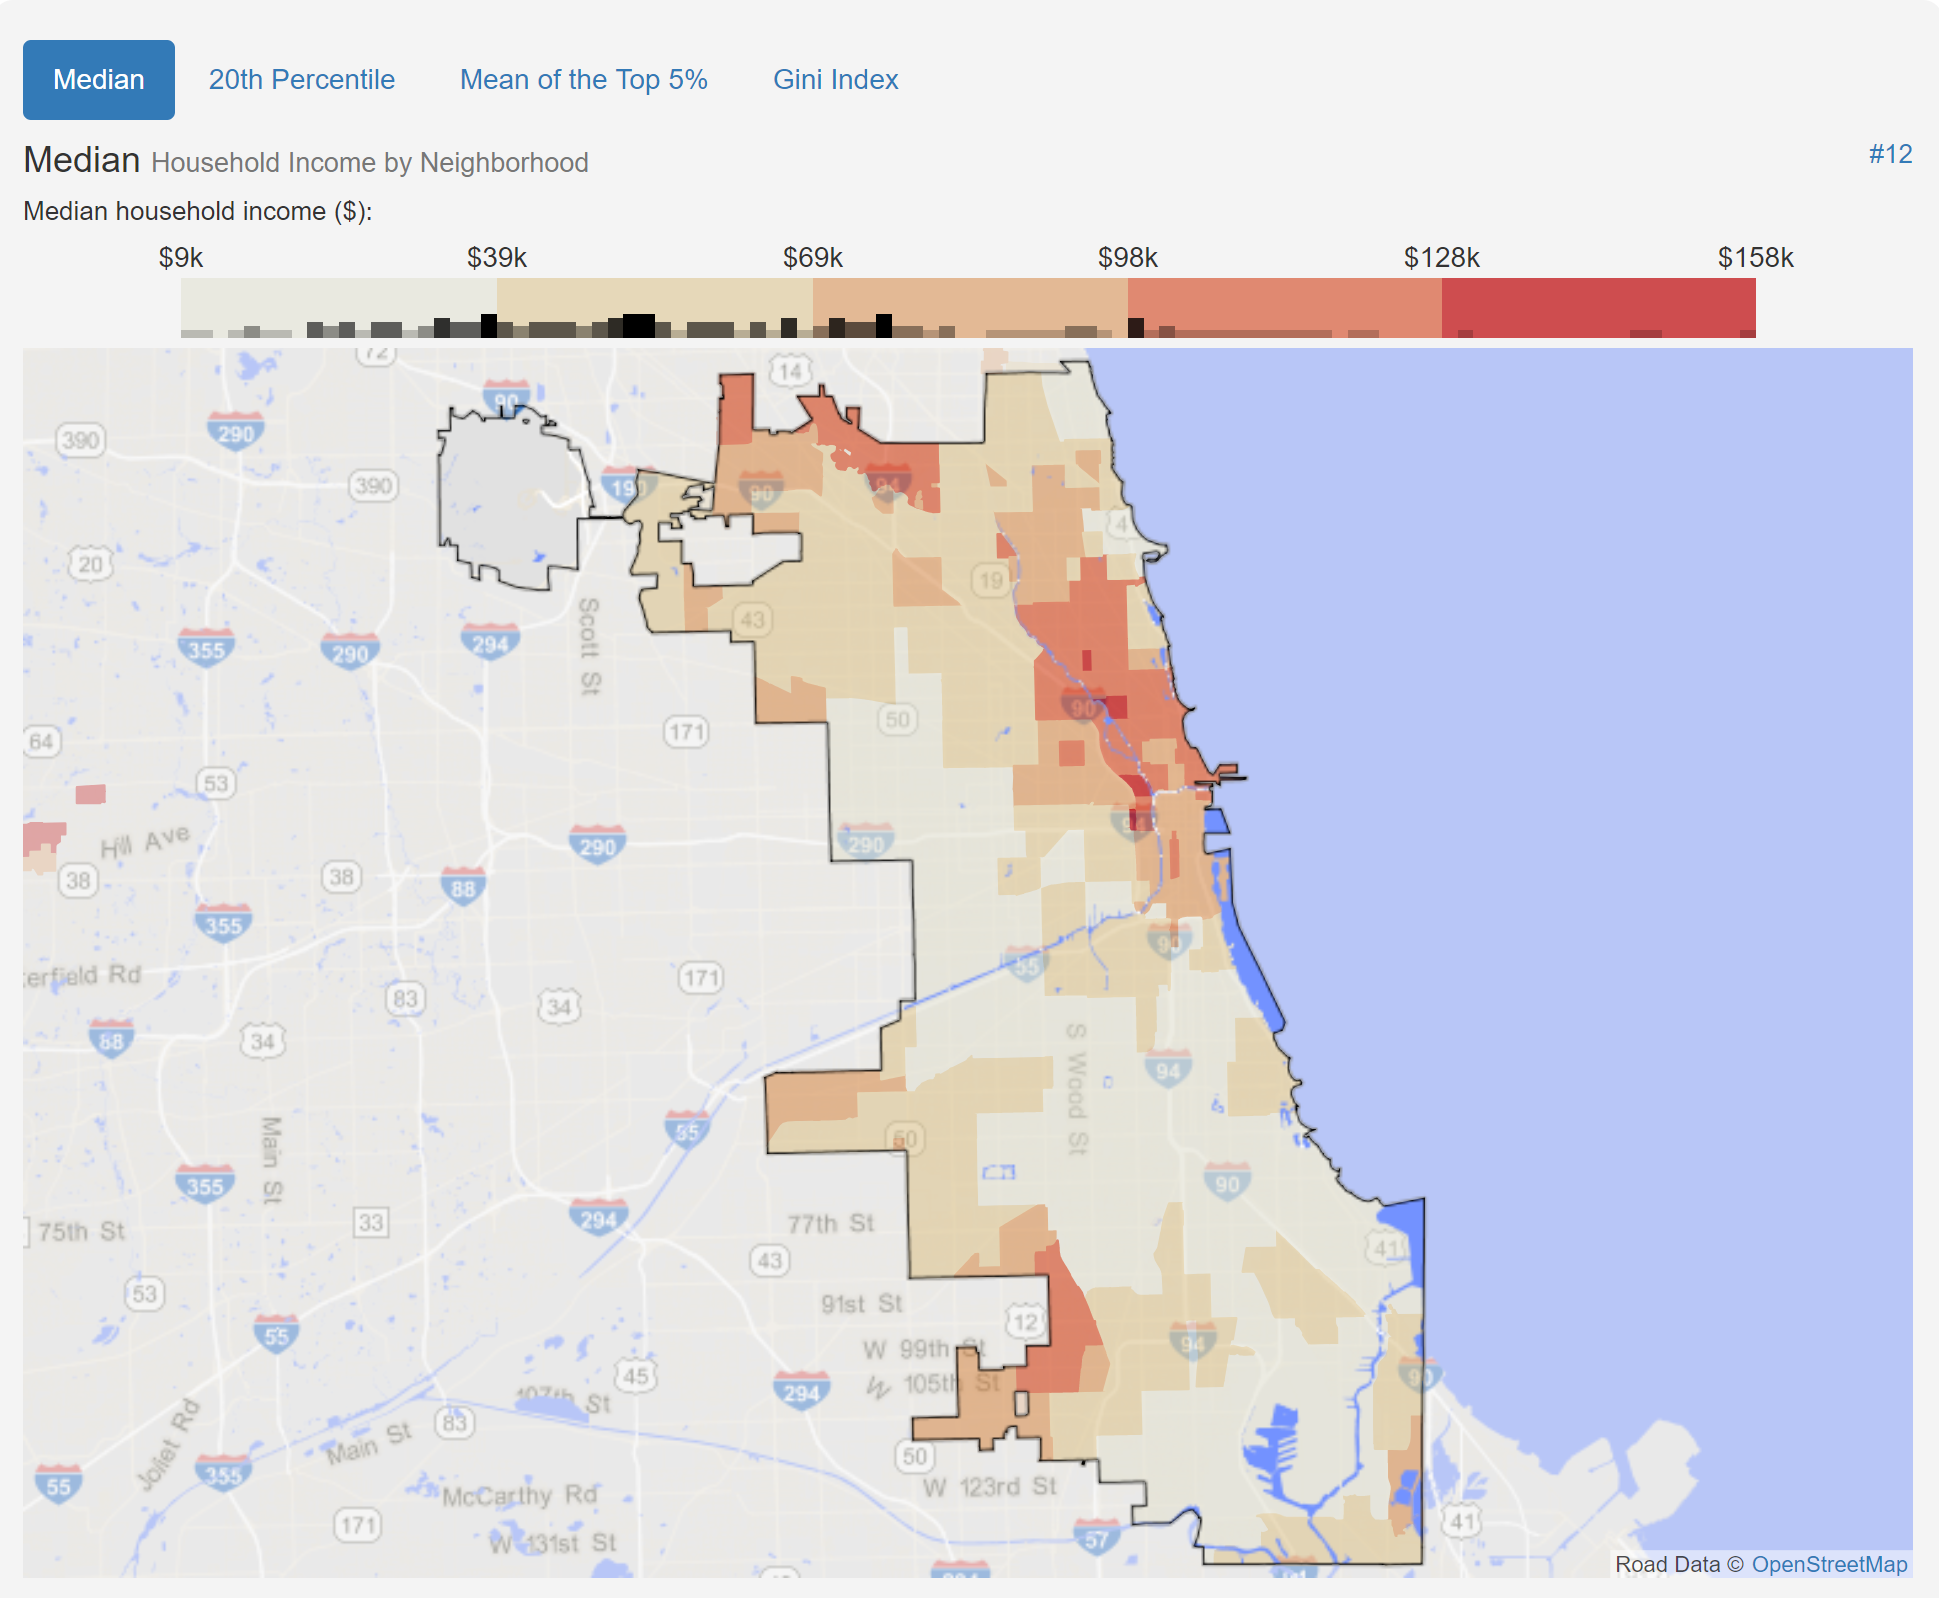 Median 20th Percentile Mean of the Top 5% Gini Index
Median Household Income by Neighborhood #12
Median household income ($):
$9k $39k $69k $98k $128k $158k
72
14
90
290
390
190
90
94
390
4
20
19
Scott St
43
355
290
294
171
50
90
64
53
Hill Ave
290
290
94
38
38
88
355
90
55
erfield Rd
171
83
34
88
34
S Wood St
94
Main St
55
50
355
90
33
294
77th St
75th St
41
43
53
91st St
12
55
W 99th St
94
45
294
W 105th St
90
107th St
Joliet Rd
83
Main St
50
355
55
W 123rd St
McCarthy Rd
171
41
W 131st St
57
294
Road Data © OpenStreetMap